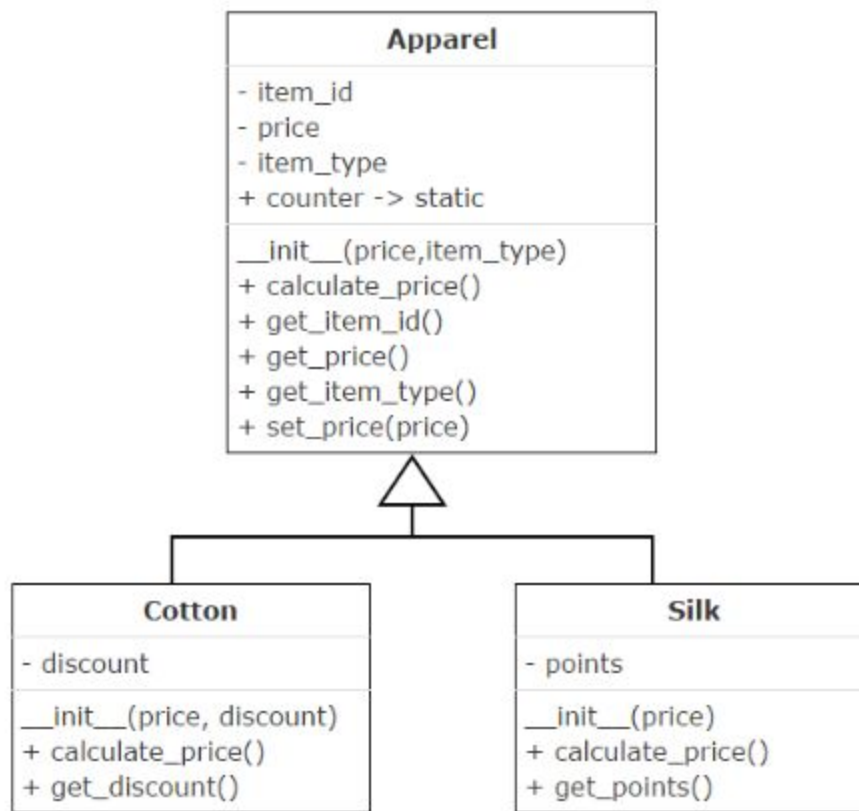 Apparel
- item_id
- price
- item_type
+ counter -> static
__init__(price,item_type)
+ calculate_price()
+ get_item_id()
+ get_price()
+ get_item_type()
+ set_price(price)
Cotton
- discount
__init__(price, discount)
+ calculate_price()
+ get_discount()
Silk
- points
__init__(price)
+ calculate_price()
+ get_points()